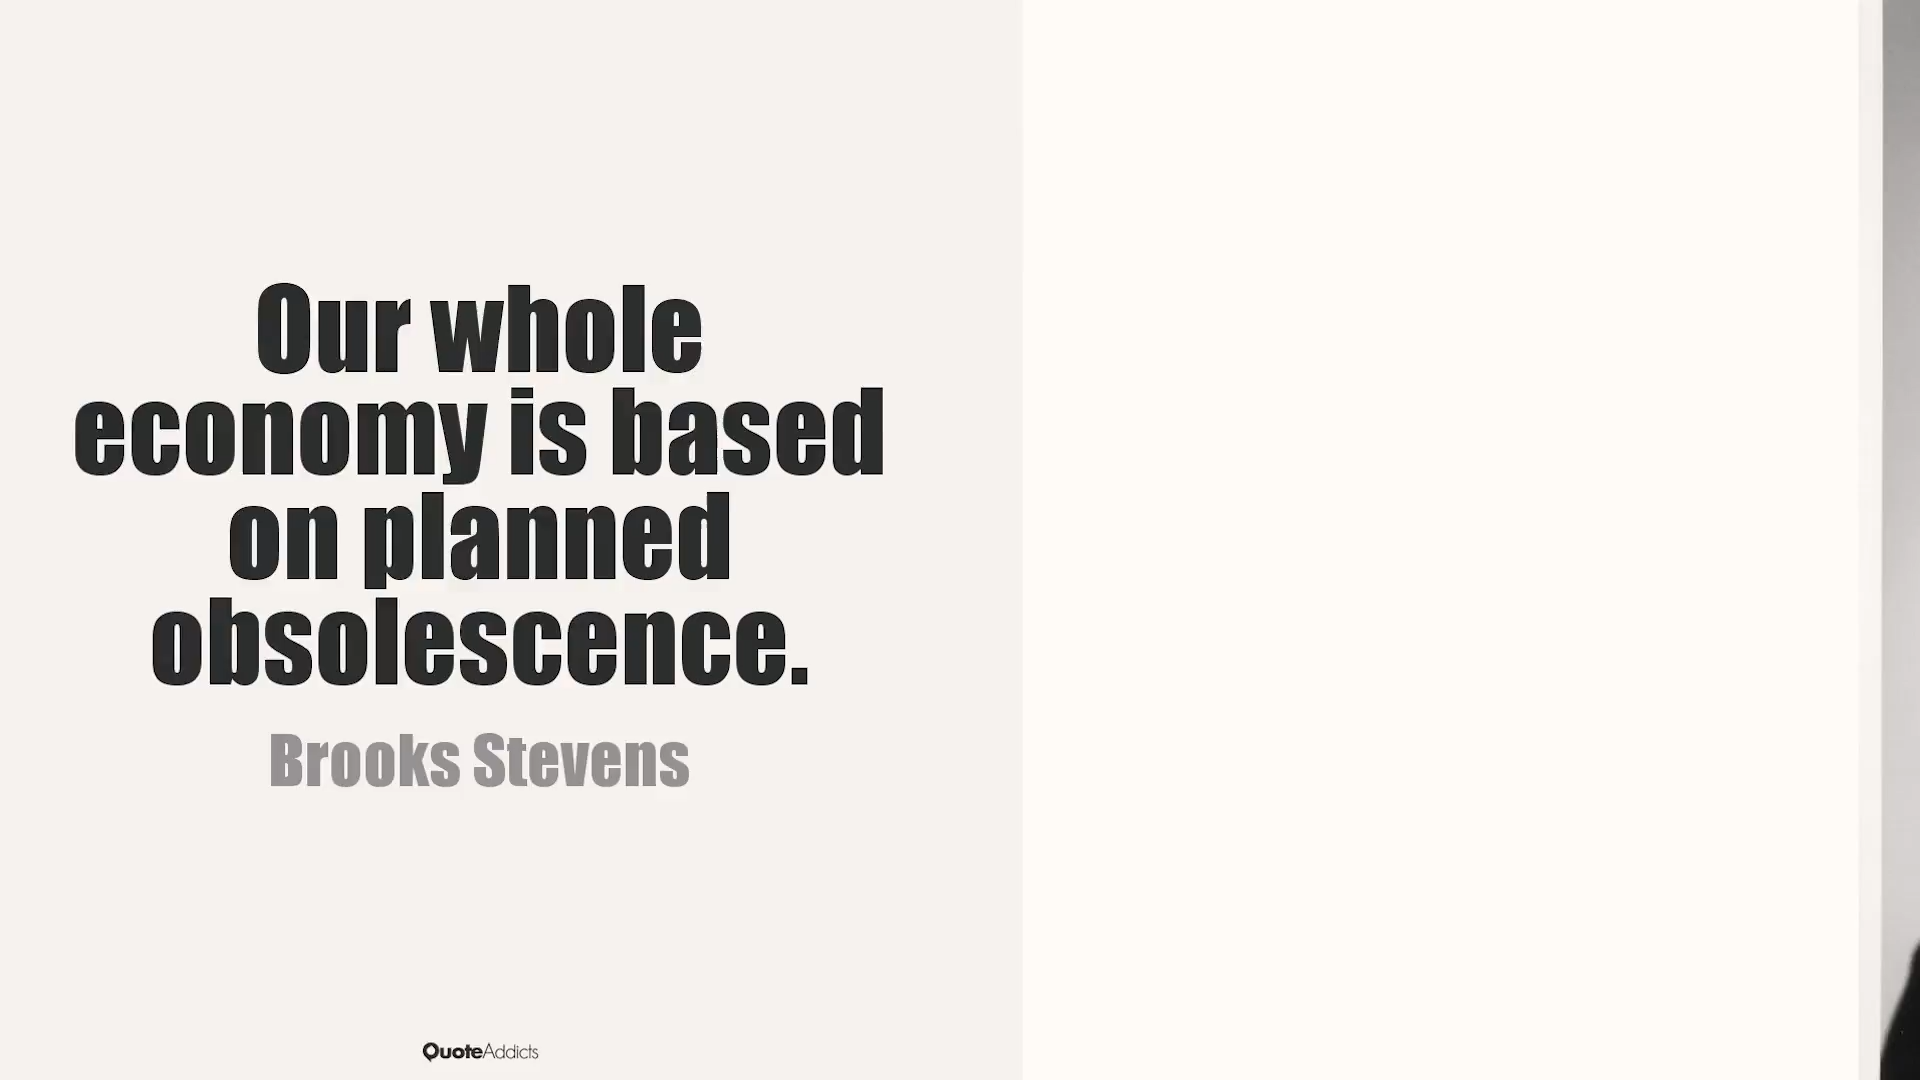 Our whole
economy is based
on planned
obsolescence.
Brooks Stevens
QuoteAddicts